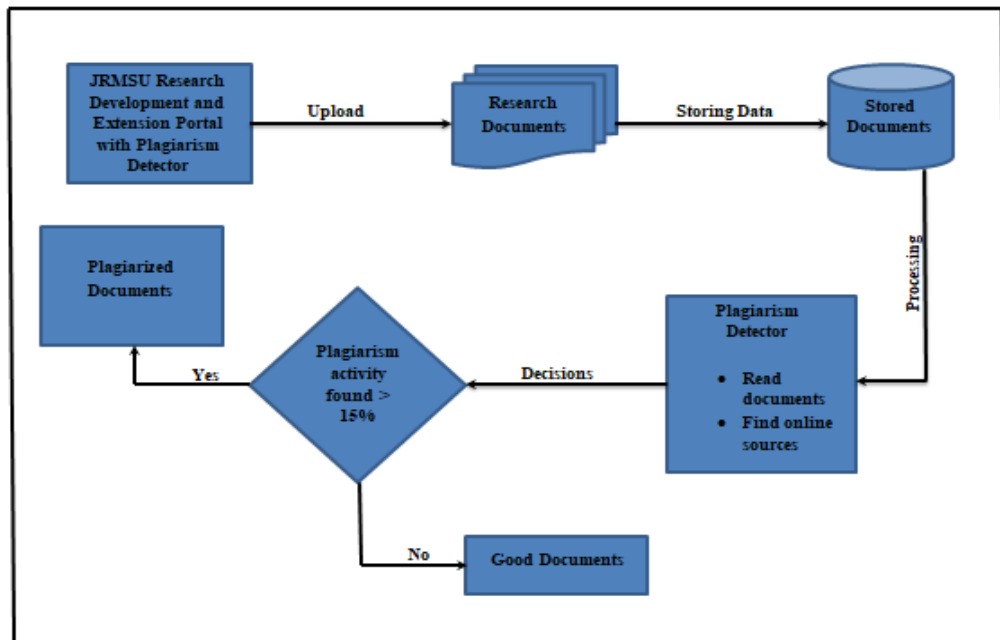 JRMSU Research
Development and
Extension Portal
with Plagiarism
Detector
Upload
Research
Documents
Storing Data
Stored
Documents
Processing
Plagiarism
Detector
• Read
documents
• Find online
sources
Decisions
Plagiarism
activity
found >
15%
Yes
Plagiarized
Documents
No
Good Documents